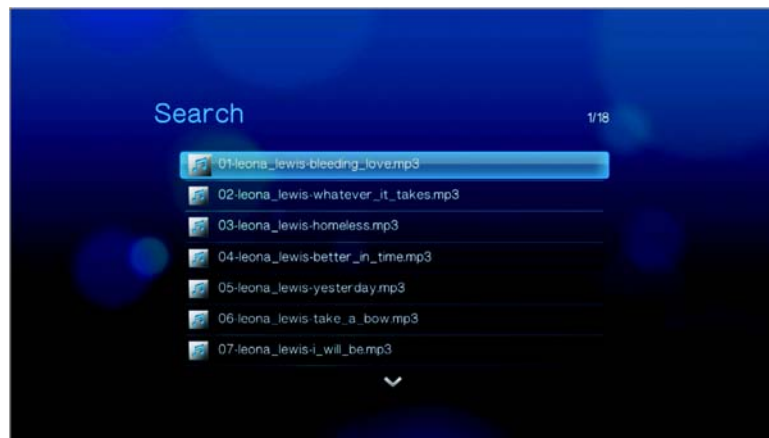 Search
1/18
01-leona_lewis-bleeding_love.mp3
02-leona_lewis-whatever_it_takes.mp3
03-leona_lewis-homeless.mp3
04-leona_lewis-better_in_time.mp3
05-leona_lewis-yesterday.mp3
06-leona_lewis-take_a_bow.mp3
07-leona_lewis-i_will_be.mp3